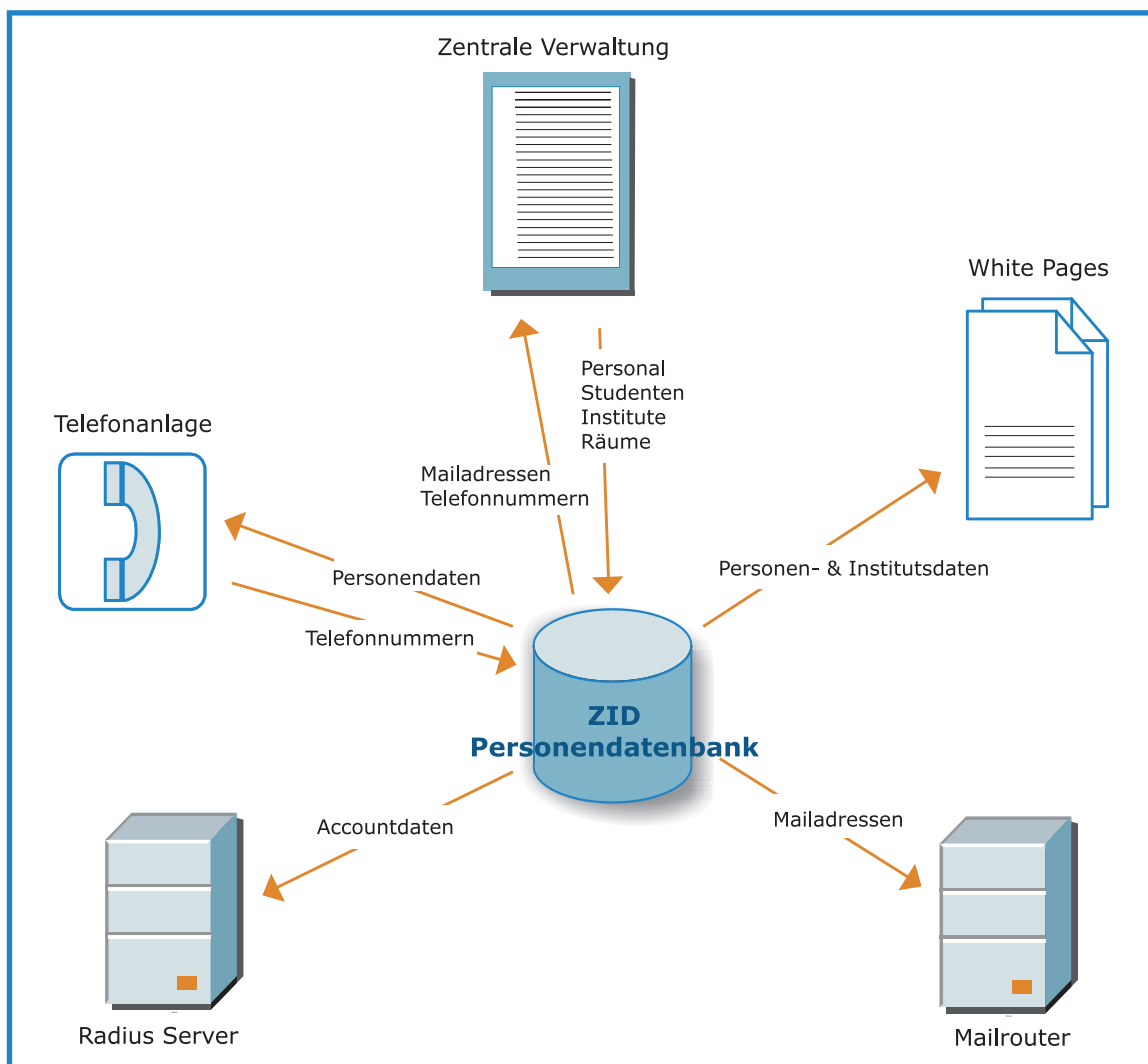 Zentrale Verwaltung
White Pages
Personal
Studenten
Institute
Räume
Telefonanlage
Mailadressen
Telefonnummern
Personendaten
Personen- & Institutsdaten
Telefonnummern
ZID
Personendatenbank
Accountdaten
Mailadressen
Radius Server
Mailrouter